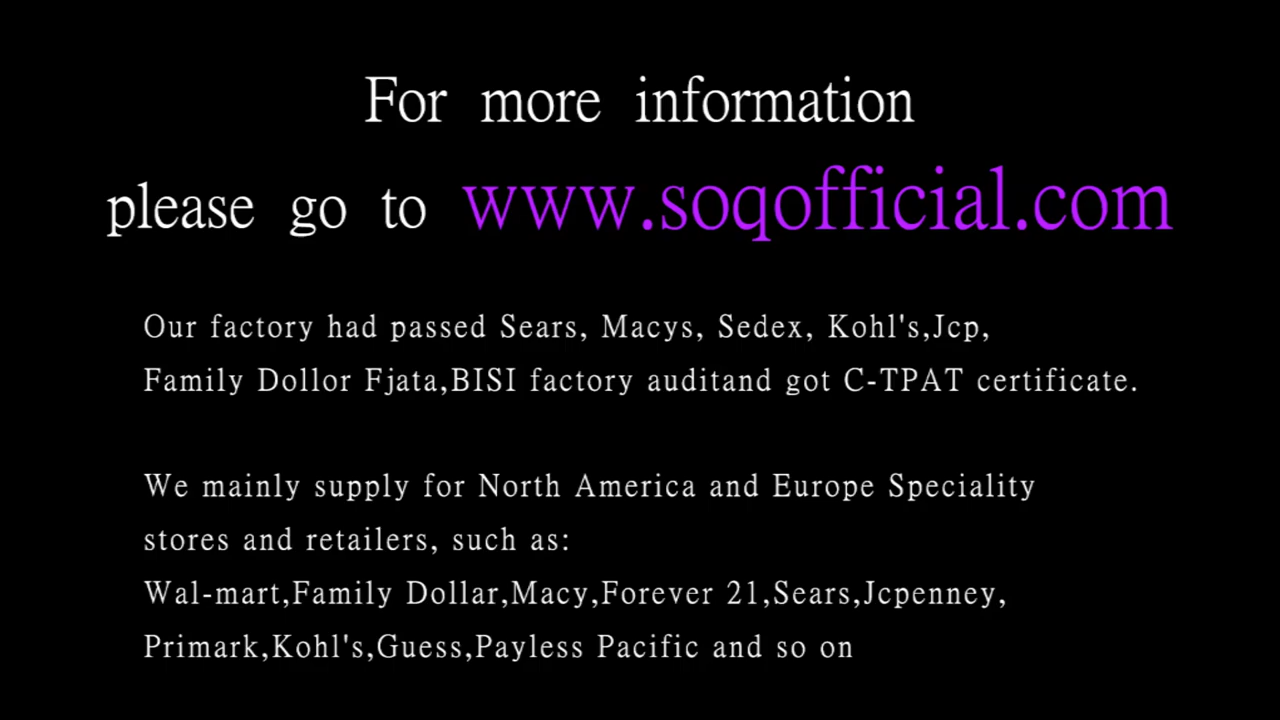 For more information
please go to www.soqofficial.com
Our factory had passed Sears, Macys, Sedex, Kohl's,Jcp,
Family Dollor Fjata,BISI factory auditand got C-TPAT certificate.
We mainly supply for North America and Europe Speciality
stores and retailers, such as:
Wal-mart,Family Dollar,Macy,Forever 21,Sears,Jcpenney,
Primark,Kohl's,Guess,Payless Pacific and so on